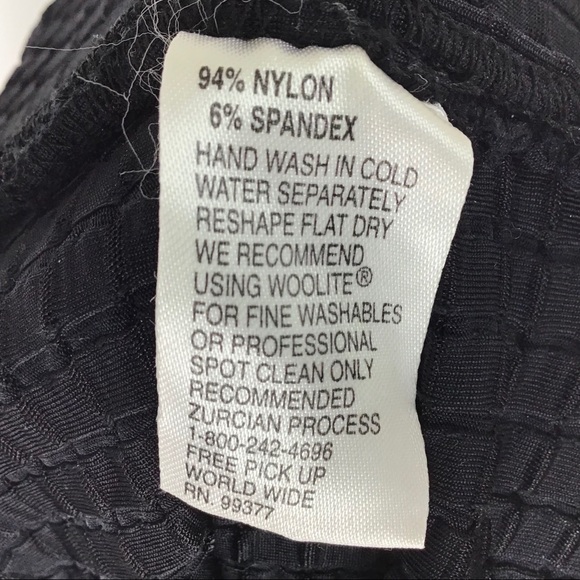 94% NYLON
6% SPANDEX
HAND WASH IN COLD
WATER SEPARATELY
RESHAPE FLAT DRY
WE RECOMMEND
USING WOOLITE®
FOR FINE WASHABLES
OR PROFESSIONAL
SPOT CLEAN ONLY
RECOMMENDED
ZURCIAN PROCESS
1-800-242-4696
FREE PICK UP
WORLD WIDE
RN. 99377